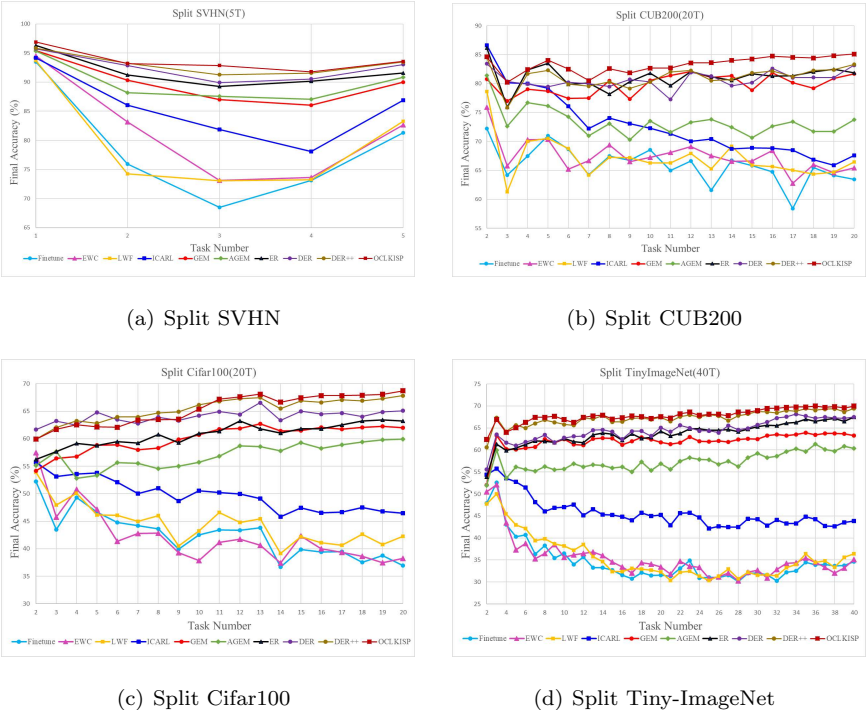 Split SVHN(5T)
Final Accuracy (%)
100
95
90
85
80
75
70
65
1 2 3 4 5
Task Number
Finetune EWC LWF ICARL GEM AGEM ER DER DER++ OCLKISP
(a) Split SVHN
Split CUB200(20T)
Final Accuracy (%)
90
85
80
75
70
65
60
55
2 3 4 5 6 7 8 9 10 11 12 13 14 15 16 17 18 19 20
Task Number
Finetune EWC LWF ICARL GEM AGEM ER DER DER++ OCLKISP
(b) Split CUB200
Split Cifar100(20T)
Final Accuracy (%)
70
65
60
55
50
45
40
35
30
2 3 4 5 6 7 8 9 10 11 12 13 14 15 16 17 18 19 20
Task Number
Finetune EWC LWF ICARL GEM AGEM ER DER DER++ OCLKISP
(c) Split Cifar100
Split TinyImageNet(40T)
Final Accuracy (%)
75
70
65
60
55
50
45
40
35
30
25
2 4 6 8 10 12 14 16 18 20 22 24 26 28 30 32 34 36 38 40
Task Number
Finetune EWC LWF ICARL GEM AGEM ER DER DER++ OCLKISP
(d) Split Tiny-ImageNet